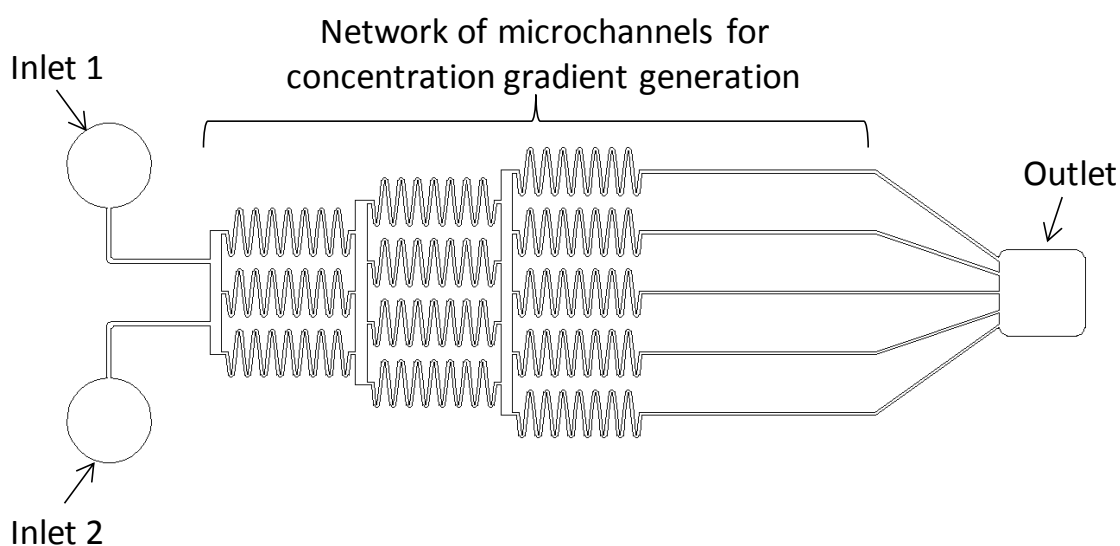 Network of microchannels for
concentration gradient generation
Inlet 1
Outlet
Inlet 2